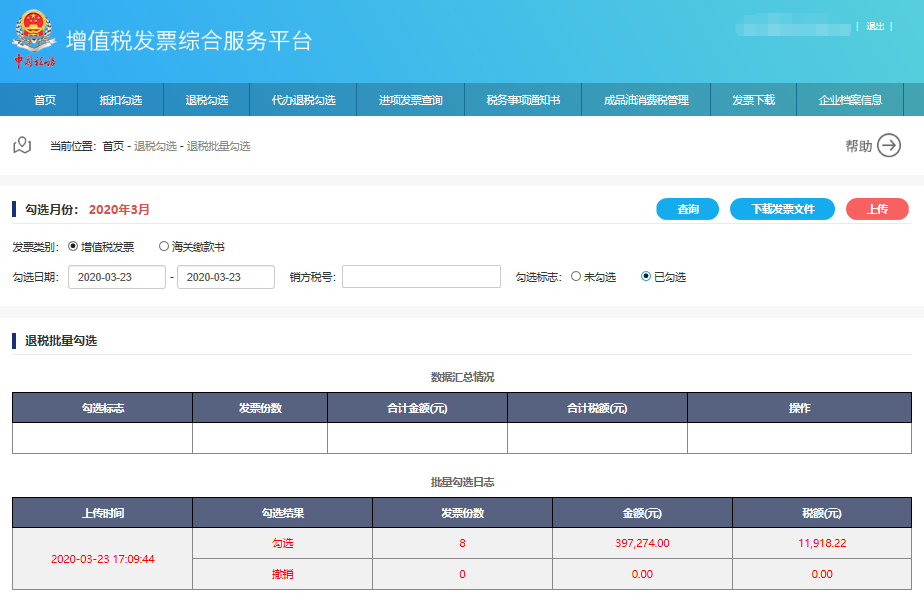 中国税务
增值税发票综合服务平台
| 退出 |
首页 抵扣勾选 退税勾选 代办退税勾选 进项发票查询 税务事项通知书 成品油消费税管理 发票下载 企业档案信息
当前位置: 首页 - 退税勾选 - 退税批量勾选
帮助
勾选月份: 2020年3月
查询 下载发票文件 上传
发票类别: 增值税发票 海关缴款书
勾选日期: 2020-03-23 - 2020-03-23 销方税号: 勾选标志: 未勾选 已勾选
退税批量勾选
数据汇总情况
勾选标志 发票份数 合计金额(元) 合计税额(元) 操作
批量勾选日志
上传时间 勾选结果 发票份数 金额(元) 税额(元)
2020-03-23 17:09:44
勾选 8 397,274.00 11,918.22
撤销 0 0.00 0.00